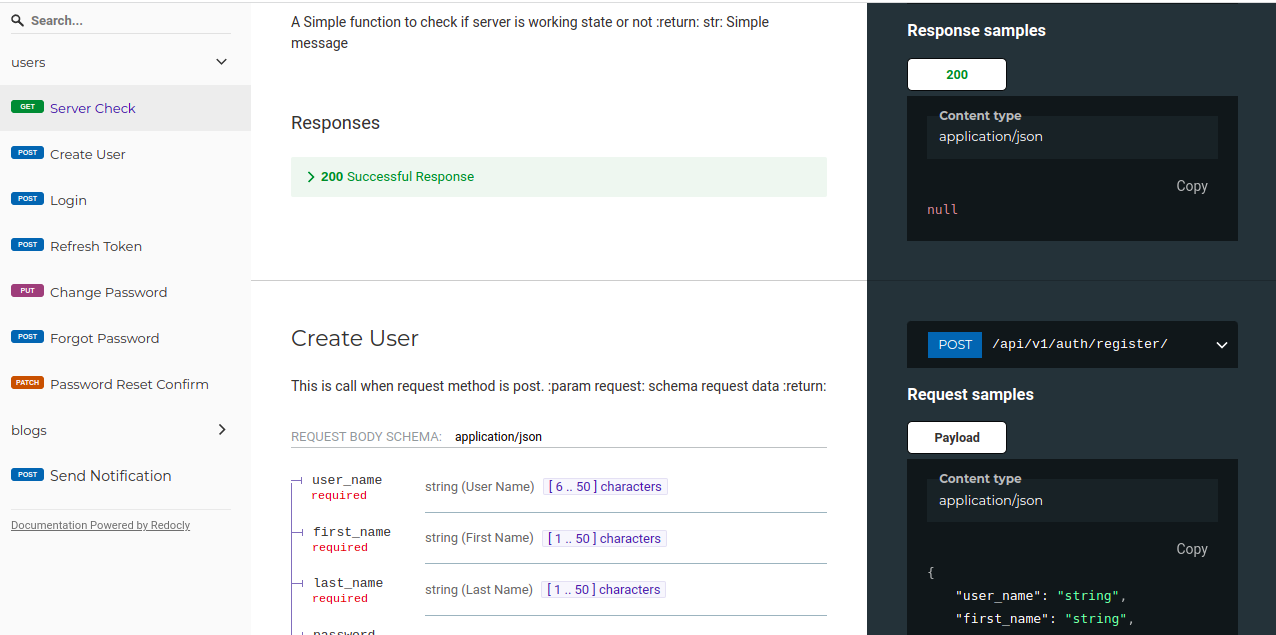 Search...
users
GET Server Check
POST Create User
POST Login
POST Refresh Token
PUT Change Password
POST Forgot Password
PATCH Password Reset Confirm
blogs
POST Send Notification
Documentation Powered by Redocly
A Simple function to check if server is working state or not :return: str: Simple
message
Responses
200 Successful Response
Create User
This is call when request method is post. :param request: schema request data :return:
REQUEST BODY SCHEMA: application/json
user_name
required
string (User Name) [ 6 .. 50 ] characters
first_name
required
string (First Name) [ 1 .. 50 ] characters
last_name
required
string (Last Name) [ 1 .. 50 ] characters
password
Response samples
200
Content type
application/json
Copy
null
POST /api/v1/auth/register/
Request samples
Payload
Content type
application/json
Copy
{
"user_name": "string",
"first_name": "string",